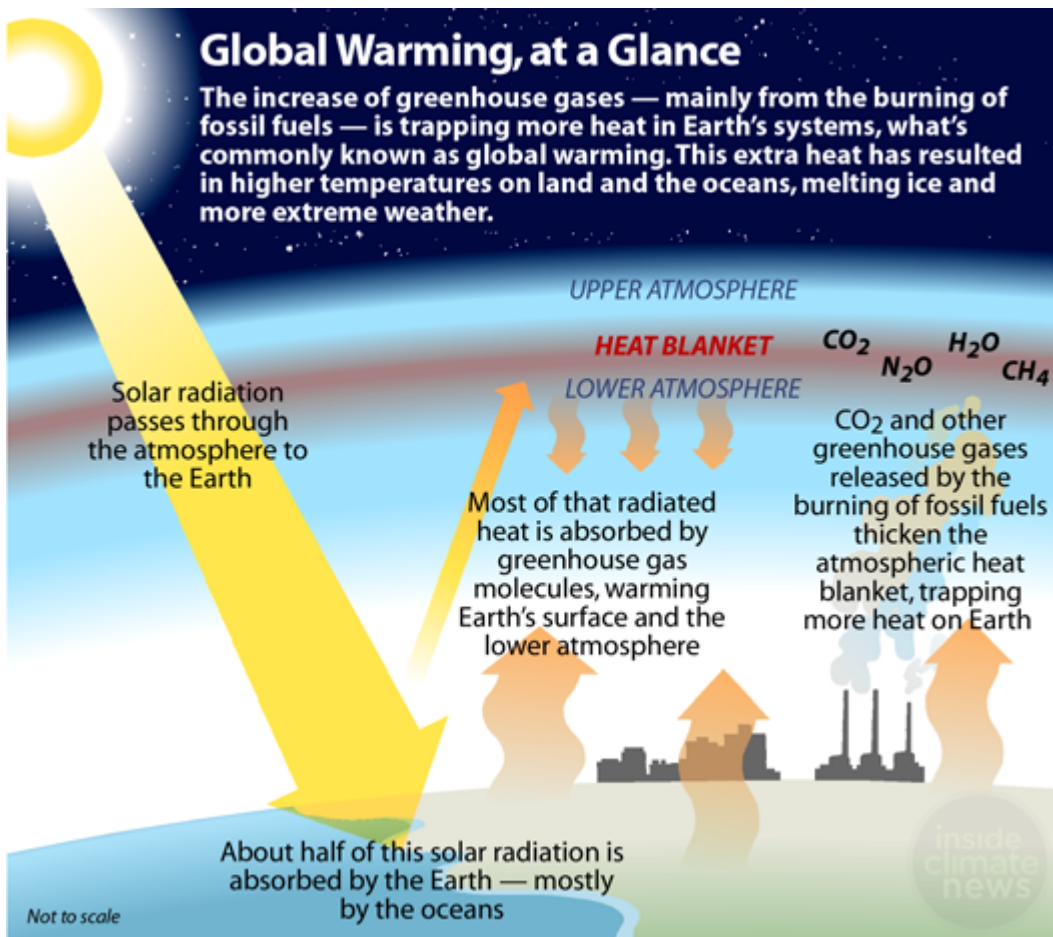 Global Warming, at a Glance
The increase of greenhouse gases — mainly from the burning of
fossil fuels — is trapping more heat in Earth's systems, what's
commonly known as global warming. This extra heat has resulted
in higher temperatures on land and the oceans, melting ice and
more extreme weather.
UPPER ATMOSPHERE
HEAT BLANKET
LOWER ATMOSPHERE
CO₂
N₂O
H₂O
CH₄
Solar radiation
passes through
the atmosphere to
the Earth
Most of that radiated
heat is absorbed by
greenhouse gas
molecules, warming
Earth's surface and the
lower atmosphere
CO₂ and other
greenhouse gases
released by the
burning of fossil fuels
thicken the
atmospheric heat
blanket, trapping
more heat on Earth
About half of this solar radiation is
absorbed by the Earth — mostly
by the oceans
Not to scale
inside
climate
news